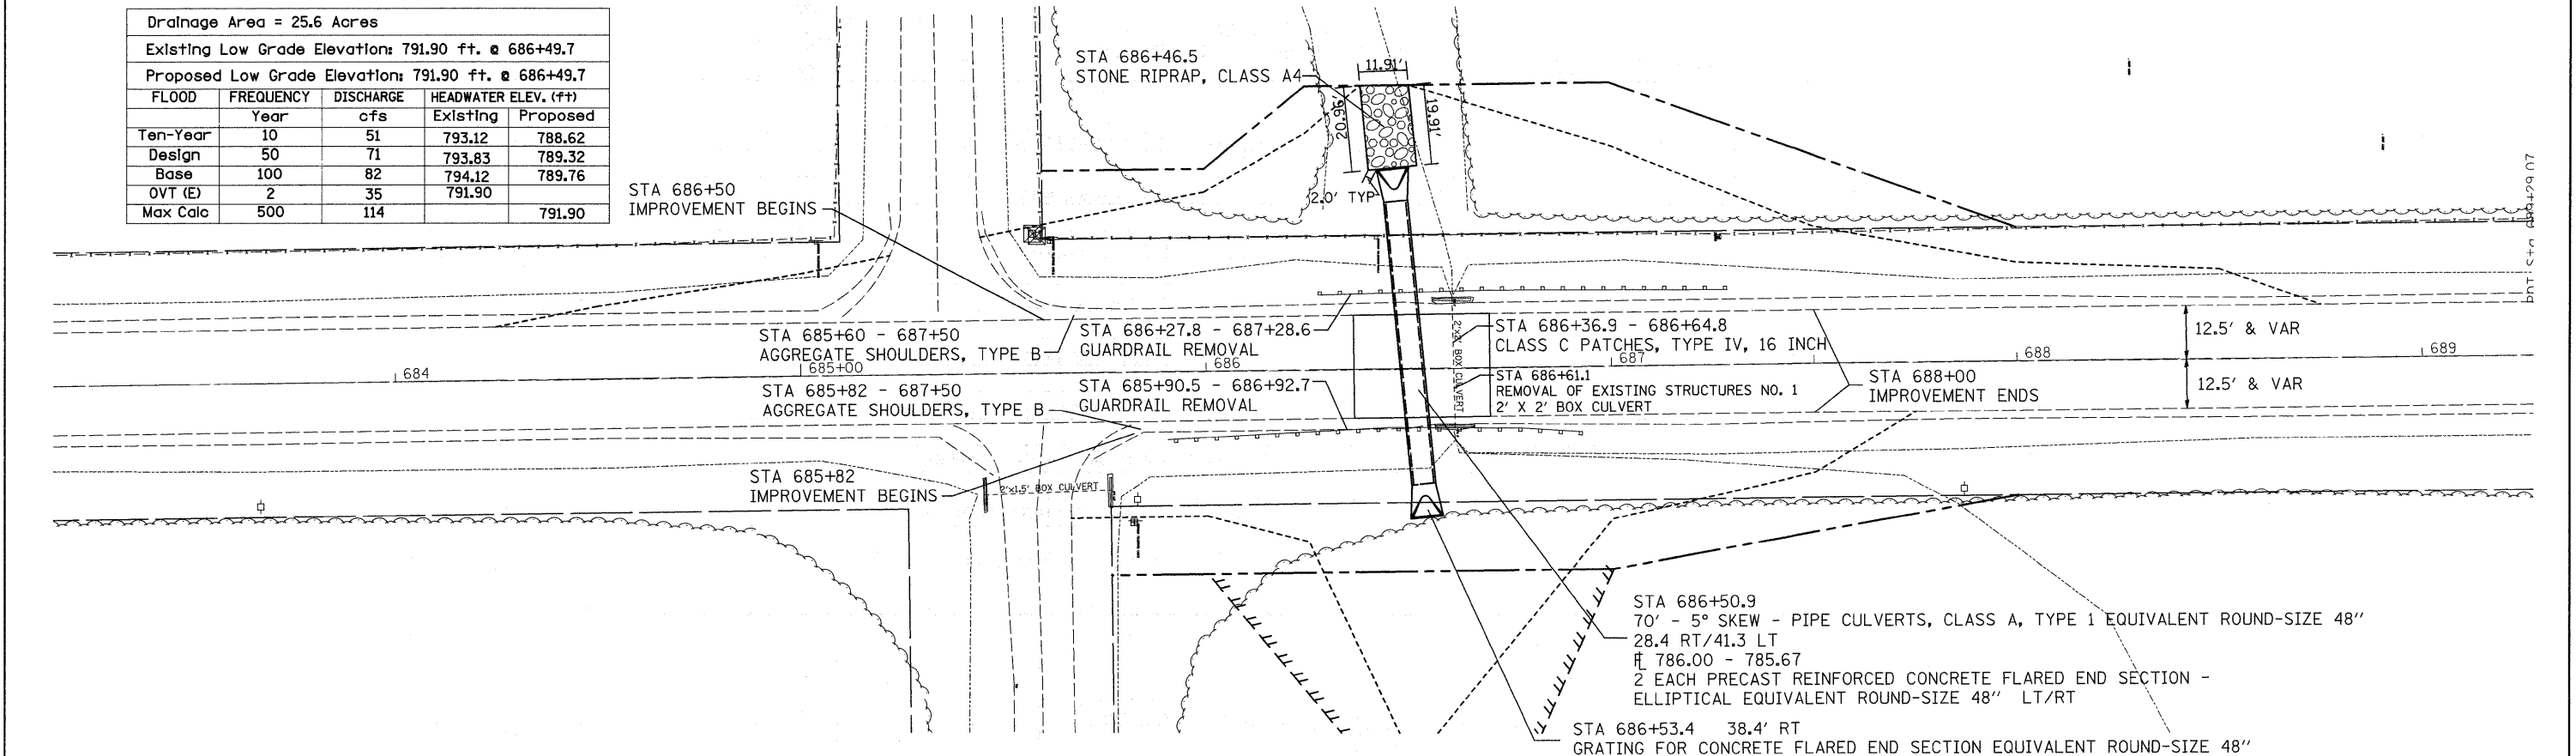 Drainage Area = 25.6 Acres
Existing Low Grade Elevation: 791.90 ft. @ 686+49.7
Proposed Low Grade Elevation: 791.90 ft. @ 686+49.7
FLOOD FREQUENCY DISCHARGE HEADWATER ELEV. (ft)
Year cfs Existing Proposed
Ten-Year 10 51 793.12 788.62
Design 50 71 793.83 789.32
Base 100 82 794.12 789.76
OVT (E) 2 35 791.90
Max Calc 500 114 791.90
STA 686+46.5
STONE RIPRAP, CLASS A4
11.91'
20.96'
19.91'
2.0' TYP
STA 686+50
IMPROVEMENT BEGINS
STA 685+60 - 687+50
AGGREGATE SHOULDERS, TYPE B
STA 686+27.8 - 687+28.6
GUARDRAIL REMOVAL
STA 686+36.9 - 686+64.8
CLASS C PATCHES, TYPE IV, 16 INCH
2'x2' BOX CULVERT
12.5' & VAR
684
685+00
686
687
688
689
STA 685+82 - 687+50
AGGREGATE SHOULDERS, TYPE B
STA 685+90.5 - 686+92.7
GUARDRAIL REMOVAL
STA 686+61.1
REMOVAL OF EXISTING STRUCTURES NO. 1
2' X 2' BOX CULVERT
STA 688+00
IMPROVEMENT ENDS
12.5' & VAR
STA 685+82
IMPROVEMENT BEGINS
2'x1.5' BOX CULVERT
STA 686+50.9
70' - 5° SKEW - PIPE CULVERTS, CLASS A, TYPE 1 EQUIVALENT ROUND-SIZE 48"
28.4 RT/41.3 LT
FL 786.00 - 785.67
2 EACH PRECAST REINFORCED CONCRETE FLARED END SECTION -
ELLIPTICAL EQUIVALENT ROUND-SIZE 48" LT/RT
STA 686+53.4 38.4' RT
GRATING FOR CONCRETE FLARED END SECTION EQUIVALENT ROUND-SIZE 48"